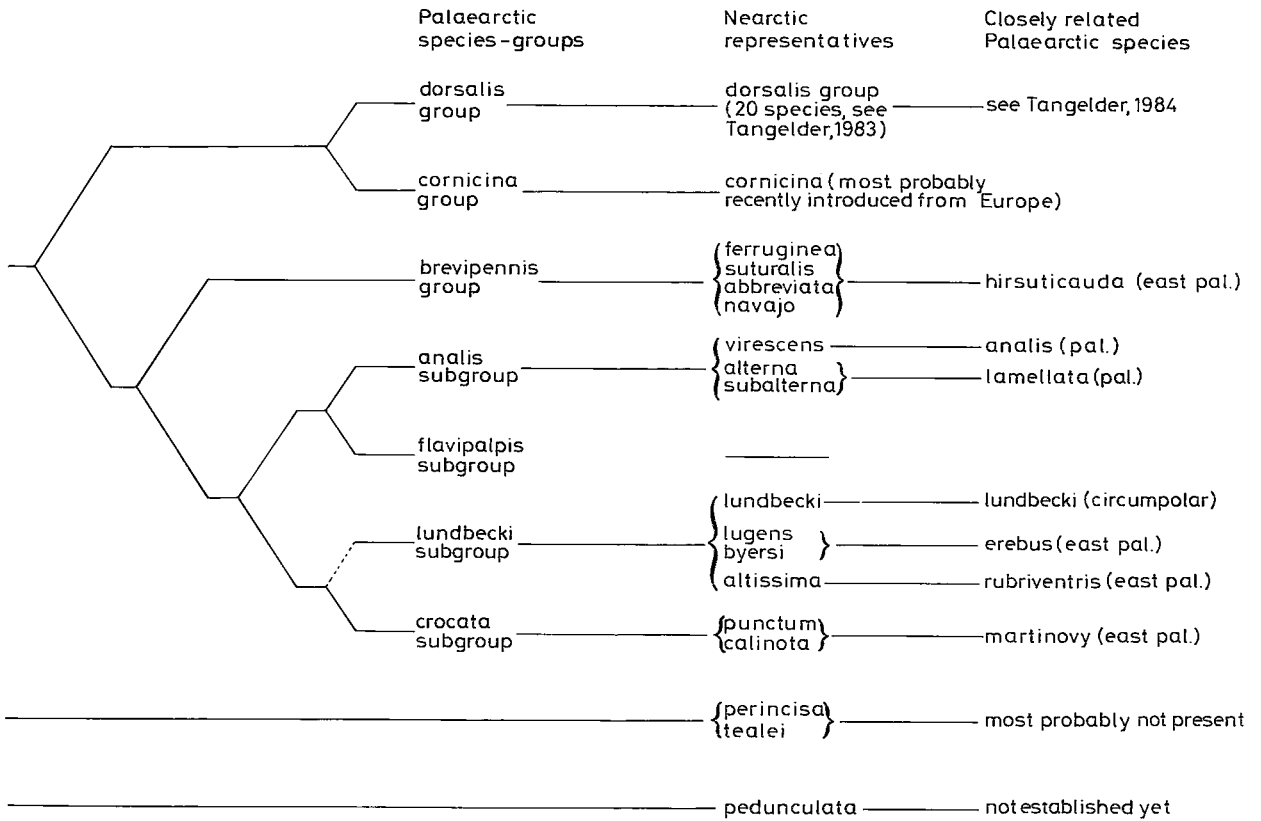 Palaearctic
species-groups
Nearctic
representatives
Closely related
Palaearctic species
dorsalis
group
dorsalis group
(20 species, see
Tangelder,1983)
see Tangelder, 1984
cornicina
group
cornicina (most probably
recently introduced from Europe)
brevipennis
group
ferruginea
suturalis
abbreviata
navajo
hirsuticauda (east pal.)
analis
subgroup
virescens
alterna
subalterna
analis (pal.)
lamellata (pal.)
flavipalpis
subgroup
lundbecki
subgroup
lundbecki
lugens
byersi
altissima
lundbecki (circumpolar)
erebus (east pal.)
rubriventris (east pal.)
crocata
subgroup
punctum
calinota
martinovy (east pal.)
perincisa
tealei
most probably not present
pedunculata
not established yet